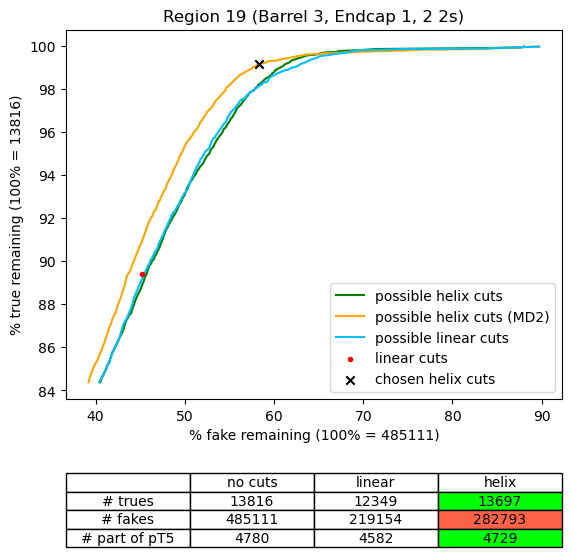 Region 19 (Barrel 3, Endcap 1, 2 2s)
100
98
96
94
92
90
88
86
84
% true remaining (100% = 13816)
possible helix cuts
possible helix cuts (MD2)
possible linear cuts
linear cuts
chosen helix cuts
40 50 60 70 80 90
% fake remaining (100% = 485111)
no cuts linear helix
# trues 13816 12349 13697
# fakes 485111 219154 282793
# part of pT5 4780 4582 4729